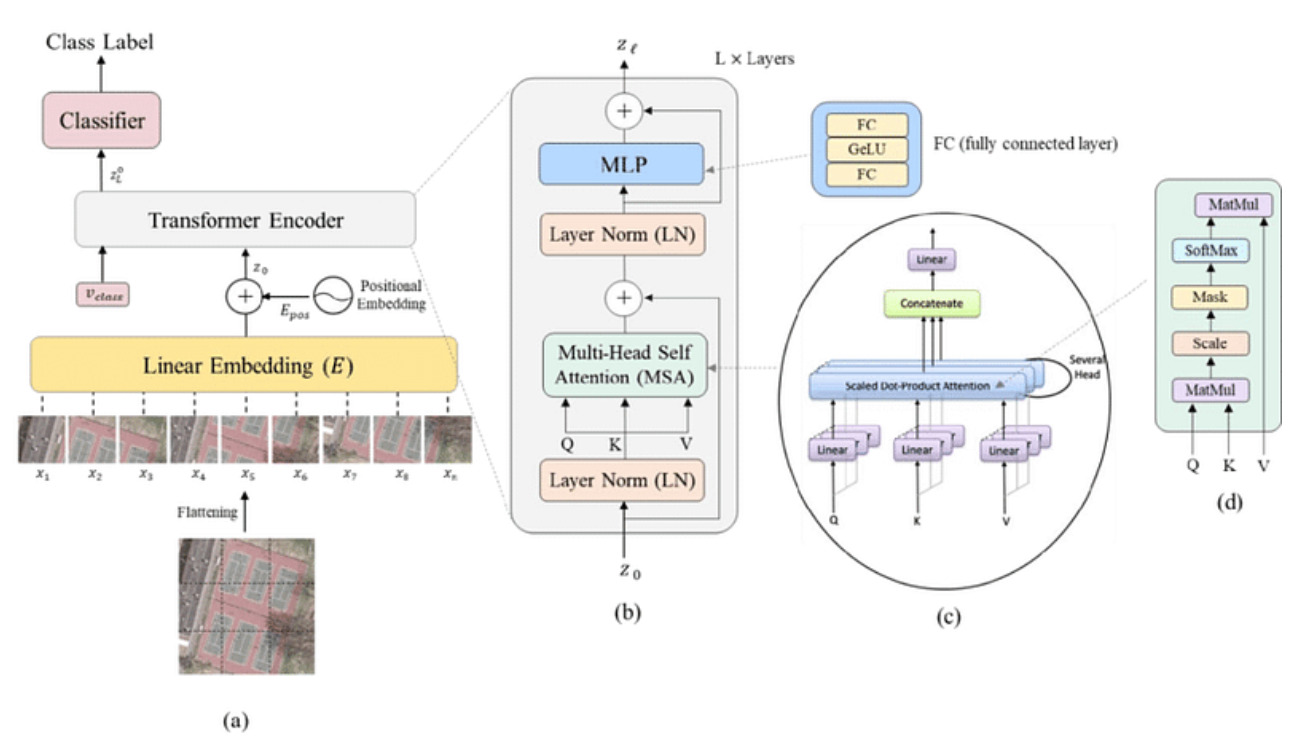 Class Label
Classifier
z_L^0
Transformer Encoder
z_0
v_class
+
E_pos
Positional
Embedding
Linear Embedding (E)
x_1 x_2 x_3 x_4 x_5 x_6 x_7 x_8 x_n
Flattening
(a)
z_ℓ
L × Layers
+
MLP
Layer Norm (LN)
+
Multi-Head Self
Attention (MSA)
Q K V
Layer Norm (LN)
z_0
(b)
FC
GeLU
FC
FC (fully connected layer)
Linear
Concatenate
Scaled Dot-Product Attention
Several
Head
Linear Linear Linear
Q K V
(c)
MatMul
SoftMax
Mask
Scale
MatMul
Q K V
(d)